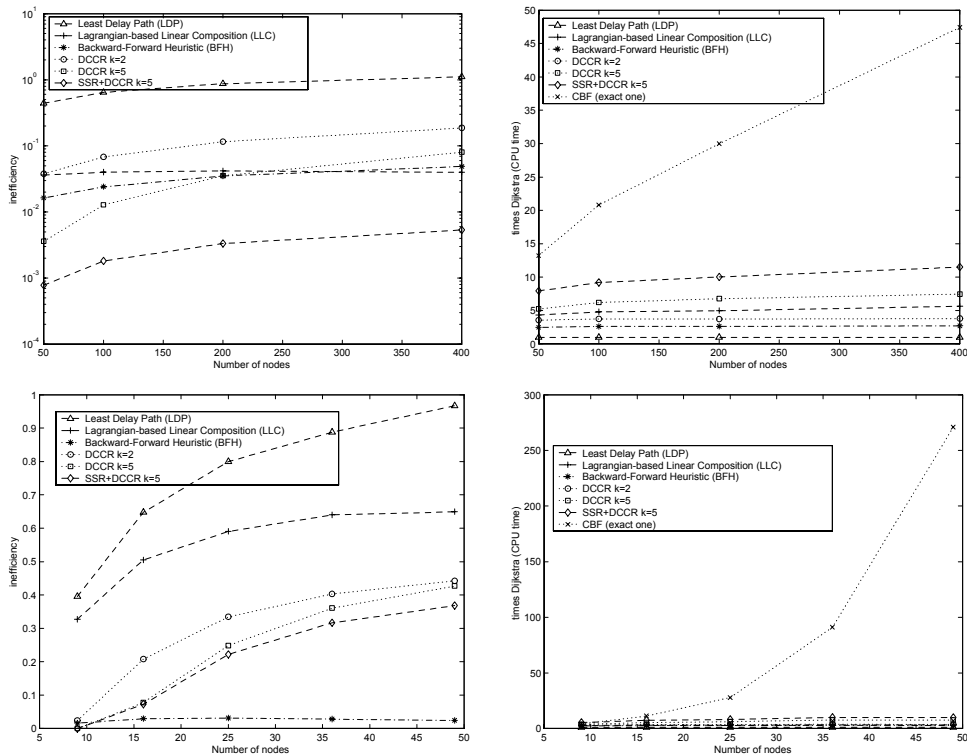 10^1
10^0
10^-1
10^-2
10^-3
10^-4
inefficiency
Least Delay Path (LDP)
Lagrangian-based Linear Composition (LLC)
Backward-Forward Heuristic (BFH)
DCCR k=2
DCCR k=5
SSR+DCCR k=5
50 100 150 200 250 300 350 400
Number of nodes
50
45
40
35
30
25
20
15
10
5
0
times Dijkstra (CPU time)
Least Delay Path (LDP)
Lagrangian-based Linear Composition (LLC)
Backward-Forward Heuristic (BFH)
DCCR k=2
DCCR k=5
SSR+DCCR k=5
CBF (exact one)
50 100 150 200 250 300 350 400
Number of nodes
1
0.9
0.8
0.7
0.6
0.5
0.4
0.3
0.2
0.1
0
inefficiency
Least Delay Path (LDP)
Lagrangian-based Linear Composition (LLC)
Backward-Forward Heuristic (BFH)
DCCR k=2
DCCR k=5
SSR+DCCR k=5
5 10 15 20 25 30 35 40 45 50
Number of nodes
300
250
200
150
100
50
0
times Dijkstra (CPU time)
Least Delay Path (LDP)
Lagrangian-based Linear Composition (LLC)
Backward-Forward Heuristic (BFH)
DCCR k=2
DCCR k=5
SSR+DCCR k=5
CBF (exact one)
5 10 15 20 25 30 35 40 45 50
Number of nodes